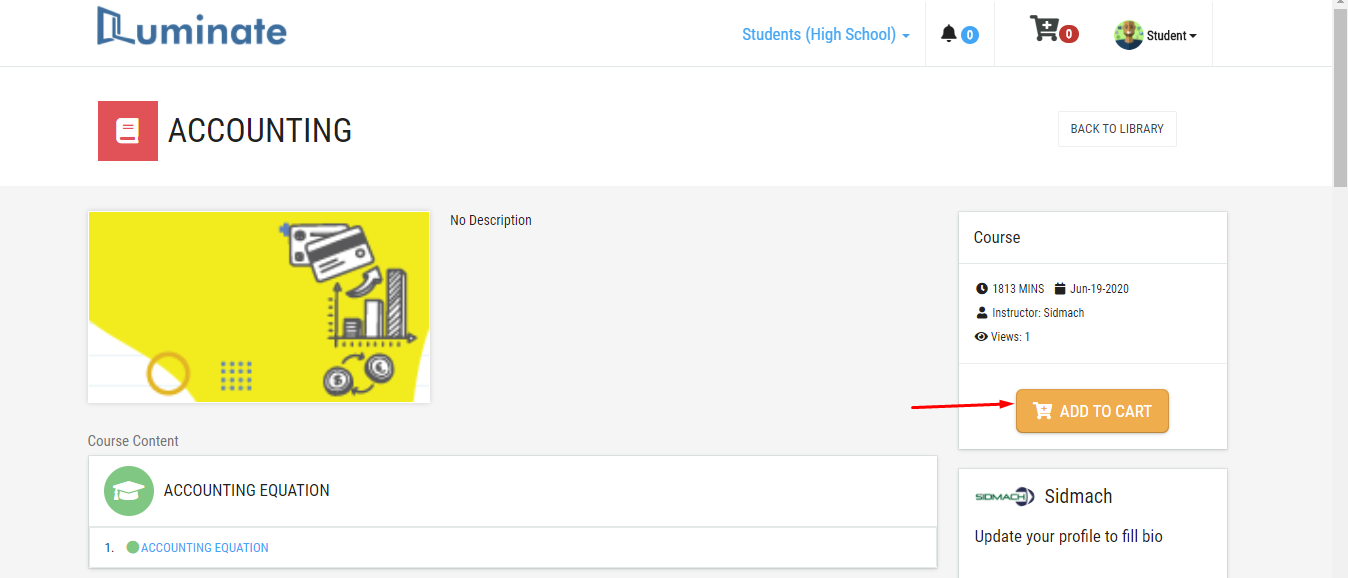 Luminate
Students (High School)
0
0
Student
ACCOUNTING
BACK TO LIBRARY
No Description
Course
1813 MINS Jun-19-2020
Instructor: Sidmach
Views: 1
ADD TO CART
Course Content
ACCOUNTING EQUATION
1. ACCOUNTING EQUATION
SIDMACH Sidmach
Update your profile to fill bio